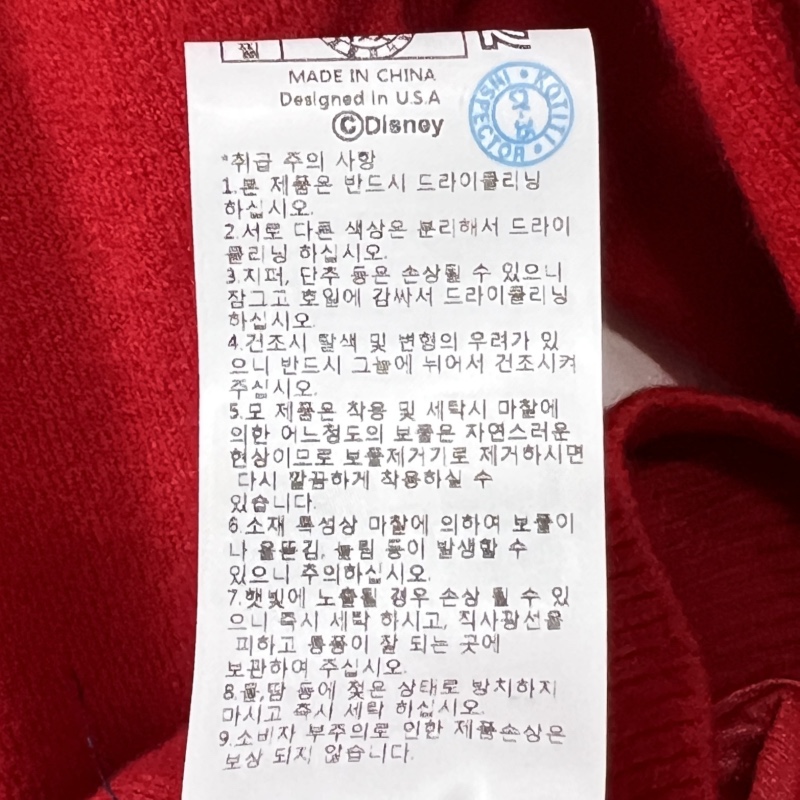 MADE IN CHINA
Designed in U.S.A
©Disney
KOTITI
INSPECTOR
*취급 주의 사항
1.본 제품은 반드시 드라이클리닝
하십시오.
2.서로 다른 색상은 분리해서 드라이
클리닝 하십시오.
3.지퍼, 단추 등은 손상될 수 있으니
잠그고 호일에 감싸서 드라이클리닝
하십시오.
4.건조시 탈색 및 변형의 우려가 있
으니 반드시 그늘에 뉘어서 건조시켜
주십시오.
5.모 제품은 착용 및 세탁시 마찰에
의한 어느정도의 보풀은 자연스러운
현상이므로 보풀제거기로 제거하시면
다시 깔끔하게 착용하실 수
있습니다.
6.소재 특성상 마찰에 의하여 보풀이
나 올뜯김, 눌림 등이 발생할 수
있으니 주의하십시오.
7.햇빛에 노출될 경우 손상 될 수 있
으니 즉시 세탁 하시고, 직사광선을
피하고 통풍이 잘 되는 곳에
보관하여 주십시오.
8.물,땀 등에 젖은 상태로 방치하지
마시고 즉시 세탁 하십시오.
9.소비자 부주의로 인한 제품손상은
보상 되지 않습니다.